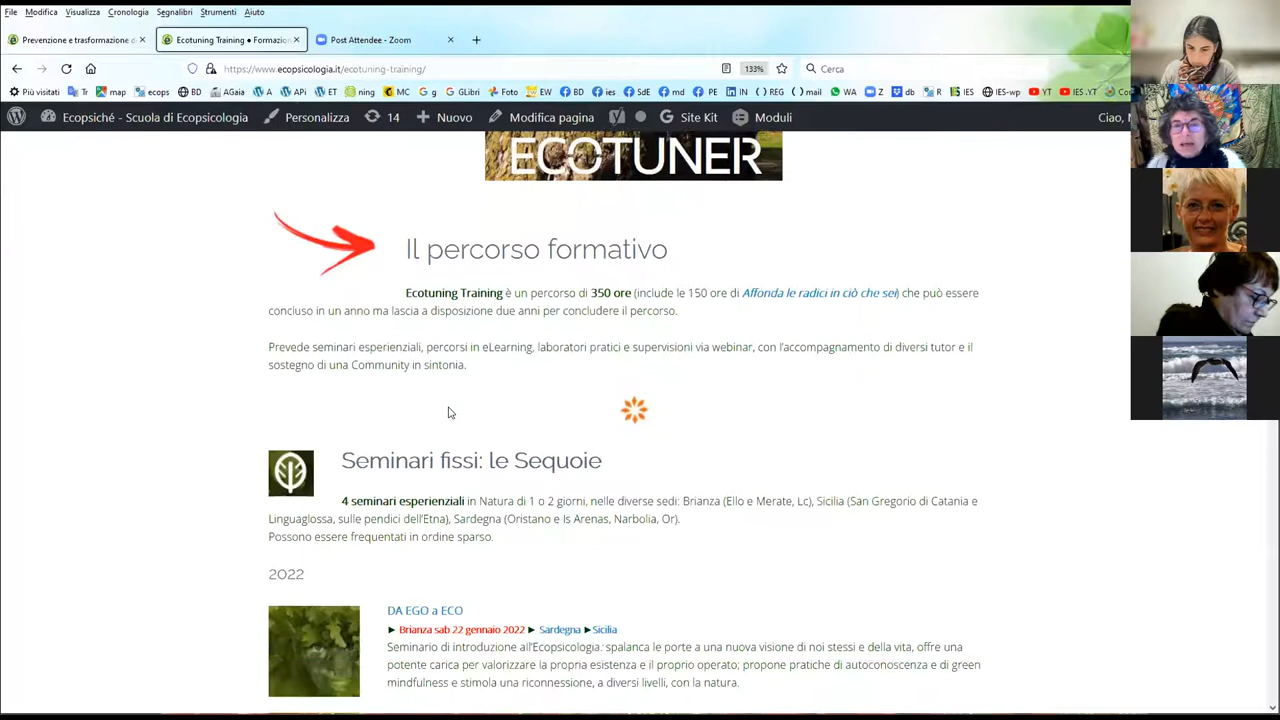 File Modifica Visualizza Cronologia Segnalibri Strumenti Aiuto
Prevenzione e trasformazione d
Ecotuning Training • Formazion
Post Attendee - Zoom
https://www.ecopsicologia.it/ecotuning-training/
133%
Cerca
Più visitati Tr map ecops BD AGaia A APi ET ning MC g GLibri EW BD ies SdE md PE IN REG mail WA Z db R IES IES-wp YT IES .YT Co
Ecopsiché - Scuola di Ecopsicologia Personalizza 14 Nuovo Modifica pagina Site Kit Moduli Ciao,
ECOTUNER
Il percorso formativo
Ecotuning Training è un percorso di 350 ore (include le 150 ore di Affonda le radici in ciò che sei) che può essere
concluso in un anno ma lascia a disposizione due anni per concludere il percorso.
Prevede seminari esperienziali, percorsi in eLearning, laboratori pratici e supervisioni via webinar, con l'accompagnamento di diversi tutor e il
sostegno di una Community in sintonia.
Seminari fissi: le Sequoie
4 seminari esperienziali in Natura di 1 o 2 giorni, nelle diverse sedi: Brianza (Ello e Merate, Lc), Sicilia (San Gregorio di Catania e
Linguaglossa, sulle pendici dell'Etna), Sardegna (Oristano e Is Arenas, Narbolia, Or).
Possono essere frequentati in ordine sparso.
2022
DA EGO a ECO
► Brianza sab 22 gennaio 2022 ► Sardegna ►Sicilia
Seminario di introduzione all'Ecopsicologia: spalanca le porte a una nuova visione di noi stessi e della vita, offre una
potente carica per valorizzare la propria esistenza e il proprio operato; propone pratiche di autoconoscenza e di green
mindfulness e stimola una riconnessione, a diversi livelli, con la natura.